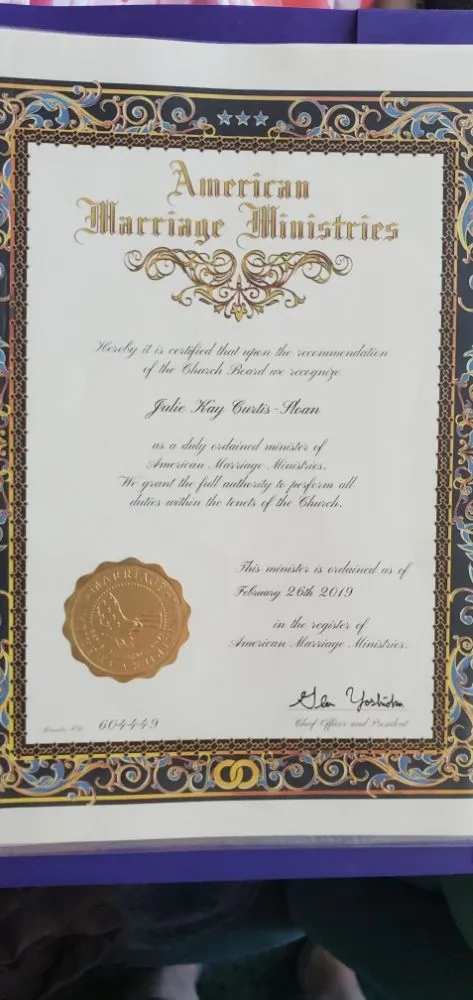 American
Marriage Ministries
Hereby it is certified that upon the recommendation
of the Church Board we recognize
Julie Kay Curtis-Sloan
as a duly ordained minister of
American Marriage Ministries.
We grant the full authority to perform all
duties within the tenets of the Church.
This minister is ordained as of
February 26th 2019
in the register of
American Marriage Ministries.
MARRIAGE
Glen Yoshioka
604449
Chief Officer and President